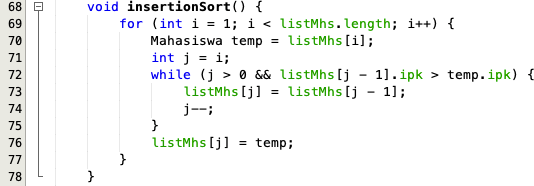 68 void insertionSort() {
69 for (int i = 1; i < listMhs.length; i++) {
70 Mahasiswa temp = listMhs[i];
71 int j = i;
72 while (j > 0 && listMhs[j - 1].ipk > temp.ipk) {
73 listMhs[j] = listMhs[j - 1];
74 j--;
75 }
76 listMhs[j] = temp;
77 }
78 }